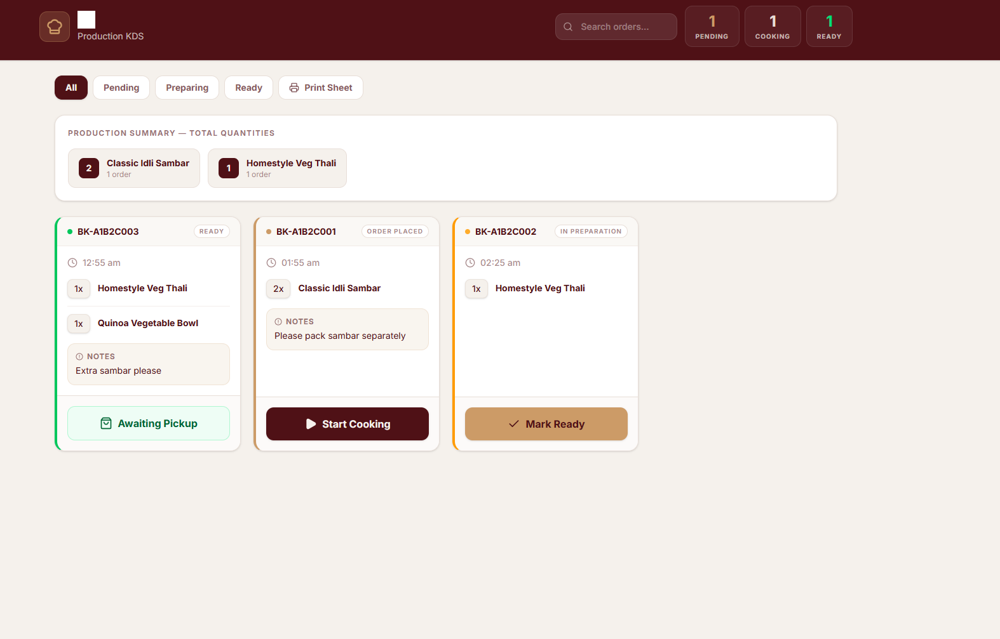 Production KDS
Search orders...
1
PENDING
1
COOKING
1
READY
All
Pending
Preparing
Ready
Print Sheet
PRODUCTION SUMMARY — TOTAL QUANTITIES
2
Classic Idli Sambar
1 order
1
Homestyle Veg Thali
1 order
BK-A1B2C003
READY
12:55 am
1x Homestyle Veg Thali
1x Quinoa Vegetable Bowl
NOTES
Extra sambar please
Awaiting Pickup
BK-A1B2C001
ORDER PLACED
01:55 am
2x Classic Idli Sambar
NOTES
Please pack sambar separately
Start Cooking
BK-A1B2C002
IN PREPARATION
02:25 am
1x Homestyle Veg Thali
Mark Ready